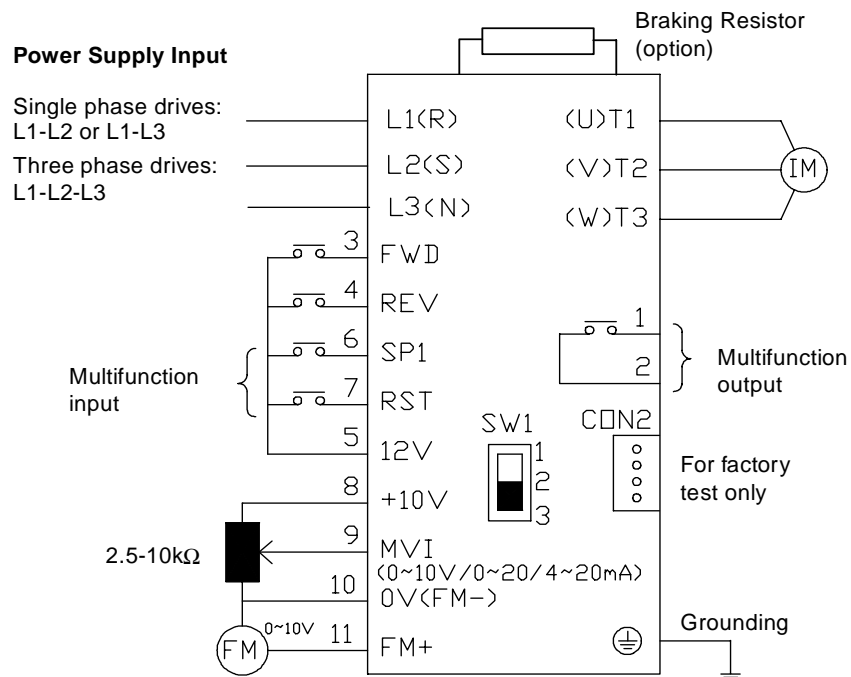 Braking Resistor
(option)
Power Supply Input
Single phase drives:
L1-L2 or L1-L3
Three phase drives:
L1-L2-L3
L1(R)
(U)T1
L2(S)
(V)T2
IM
L3(N)
(W)T3
3
FWD
4
REV
6
SP1
7
RST
5
12V
Multifunction
input
1
2
Multifunction
output
SW1
1
2
3
CON2
For factory
test only
8
+10V
2.5-10kΩ
9
MVI
(0~10V/0~20/4~20mA)
10
0V(FM-)
FM
0~10V
11
FM+
Grounding